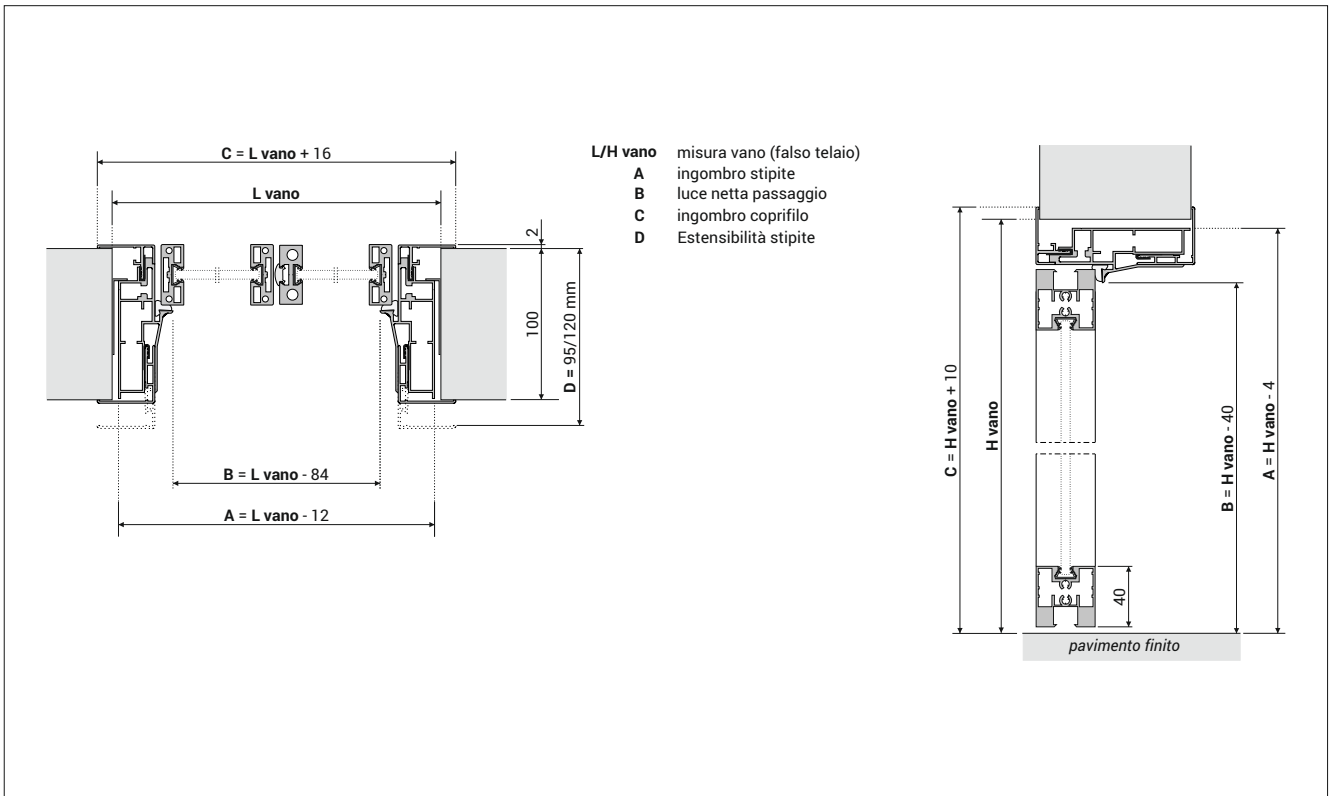 C = L vano + 16
L vano
2
100
D = 95/120 mm
B = L vano - 84
A = L vano - 12
L/H vano misura vano (falso telaio)
A ingombro stipite
B luce netta passaggio
C ingombro coprifilo
D Estensibilità stipite
C = H vano + 10
H vano
40
B = H vano - 40
A = H vano - 4
pavimento finito